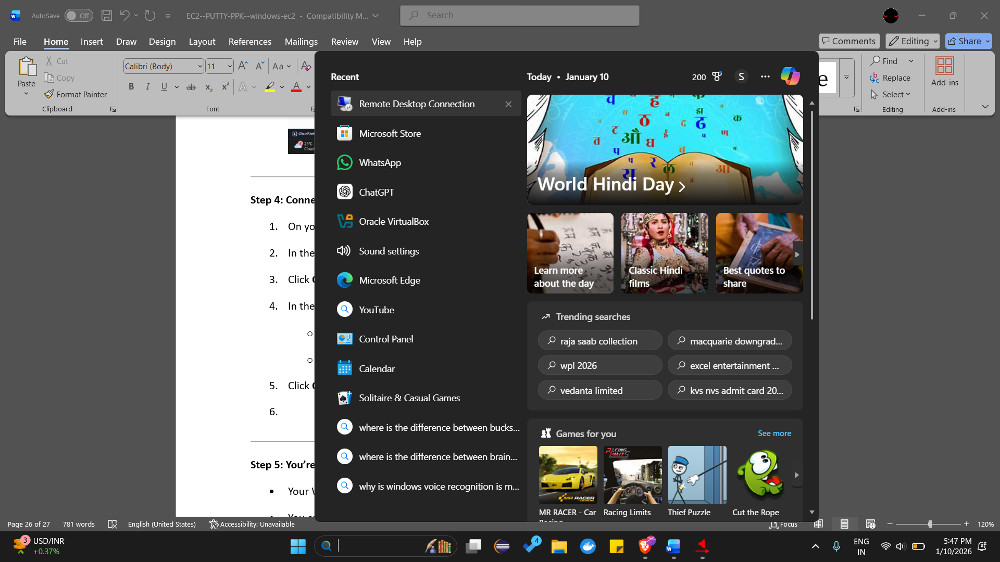 AutoSave Off
EC2--PUTTY-PPK--windows-ec2 - Compatibility M...
Search
File Home Insert Draw Design Layout References Mailings Review View Help
Comments Editing Share
Paste
Cut
Copy
Format Painter
Clipboard
Calibri (Body) 11
Font
Find
Replace
Select
Editing
Add-ins
Add-ins
CloudShell
23°C
Step 4: Conne
1. On yo
2. In the
3. Click
4. In the
5. Click
6.
Step 5: You're
Your
Recent
Remote Desktop Connection
Microsoft Store
WhatsApp
ChatGPT
Oracle VirtualBox
Sound settings
Microsoft Edge
YouTube
Control Panel
Calendar
Solitaire & Casual Games
where is the difference between bucks...
where is the difference between brain...
why is windows voice recognition is m...
Today • January 10
200
S
World Hindi Day
Learn more
about the day
Classic Hindi
films
Best quotes to
share
Trending searches
raja saab collection
macquarie downgrad...
wpl 2026
excel entertainment ...
vedanta limited
kvs nvs admit card 20...
Games for you
See more
MR RACER - Car
Racing Limits
Thief Puzzle
Cut the Rope
Page 26 of 27 781 words English (United States) Accessibility: Unavailable
Focus
120%
3
USD/INR
+0.37%
4
ENG
IN
5:47 PM
1/10/2026